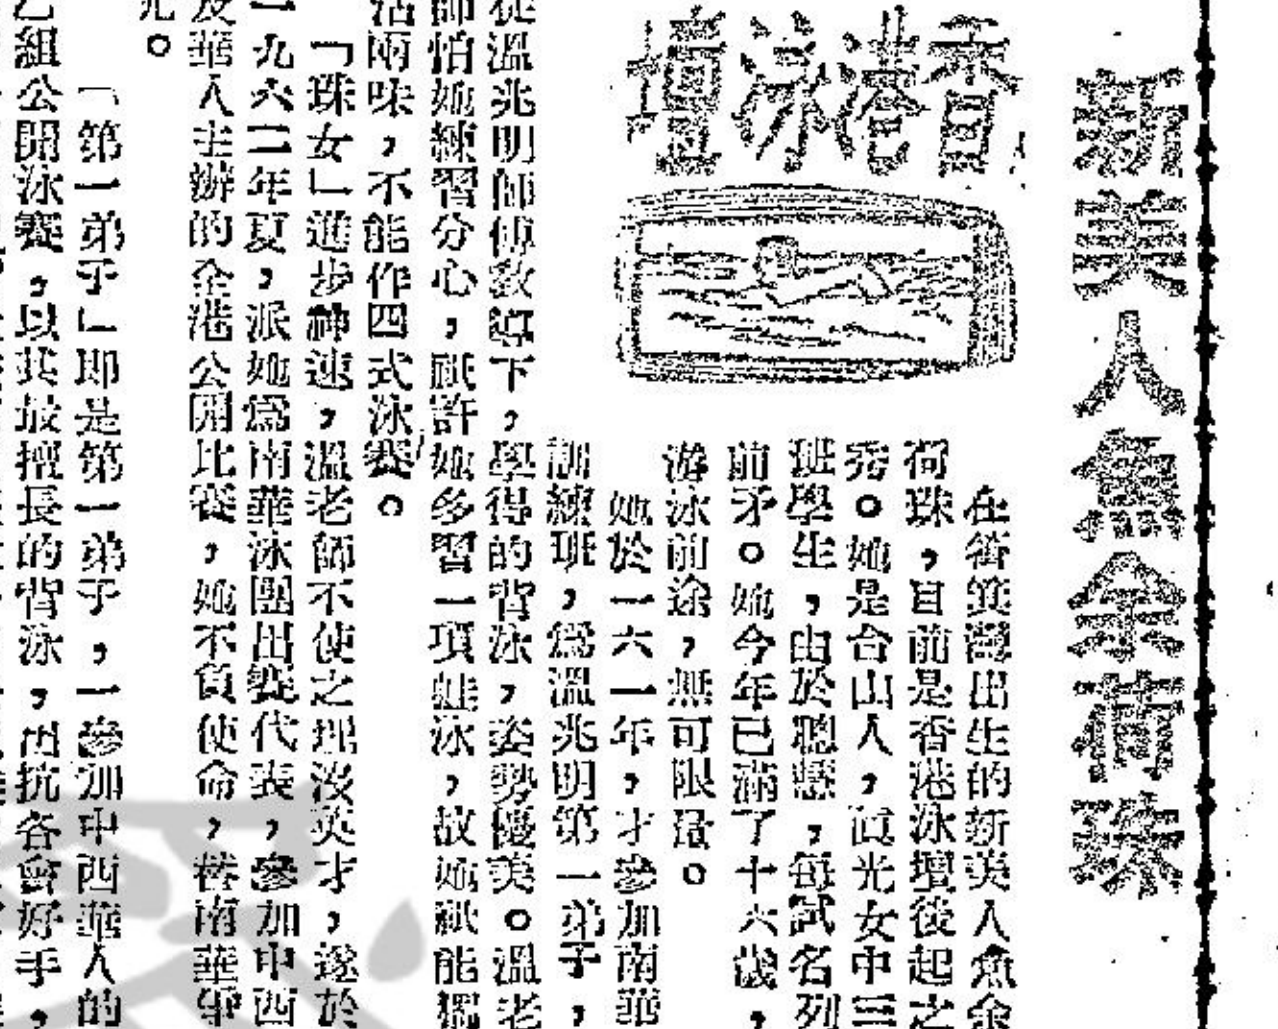 新美人魚余荷珠
香港泳壇
在筲箕灣出生的新美人魚余
荷珠,目前是香港泳壇後起之
秀。她是台山人,真光女中三
班學生,由於聰慧,每試名列
前矛。她今年已滿了十六歲,
游泳前途,無可限量。
她於一六一年,才參加南華
訓練班,為溫兆明第一弟子,
從溫兆明師傅教導下,學得的背泳,姿勢優美。溫老
師怕她練習分心,祗許她多習一項蛙泳,故她祗能獨
沽兩味,不能作四式泳賽。
「珠女」進步神速,溫老師不使之埋沒英才,遂於
一九六二年夏,派她為南華泳團出賽代表,參加中西
及華人主辦的全港公開比賽,她不負使命,替南華爭
光。
「第一弟子」即是第一弟子,一參加中西華人的
乙組公開泳賽,以其最擅長的背泳,出抗各會好手,